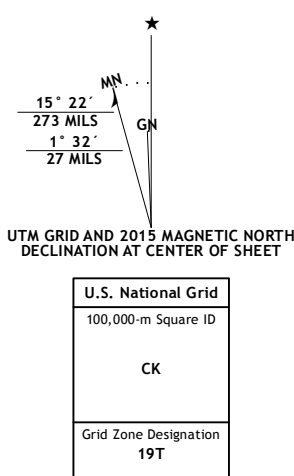 ★
MN
15° 22´
273 MILS
GN
1° 32´
27 MILS
UTM GRID AND 2015 MAGNETIC NORTH
DECLINATION AT CENTER OF SHEET
U.S. National Grid
100,000-m Square ID
CK
Grid Zone Designation
19T